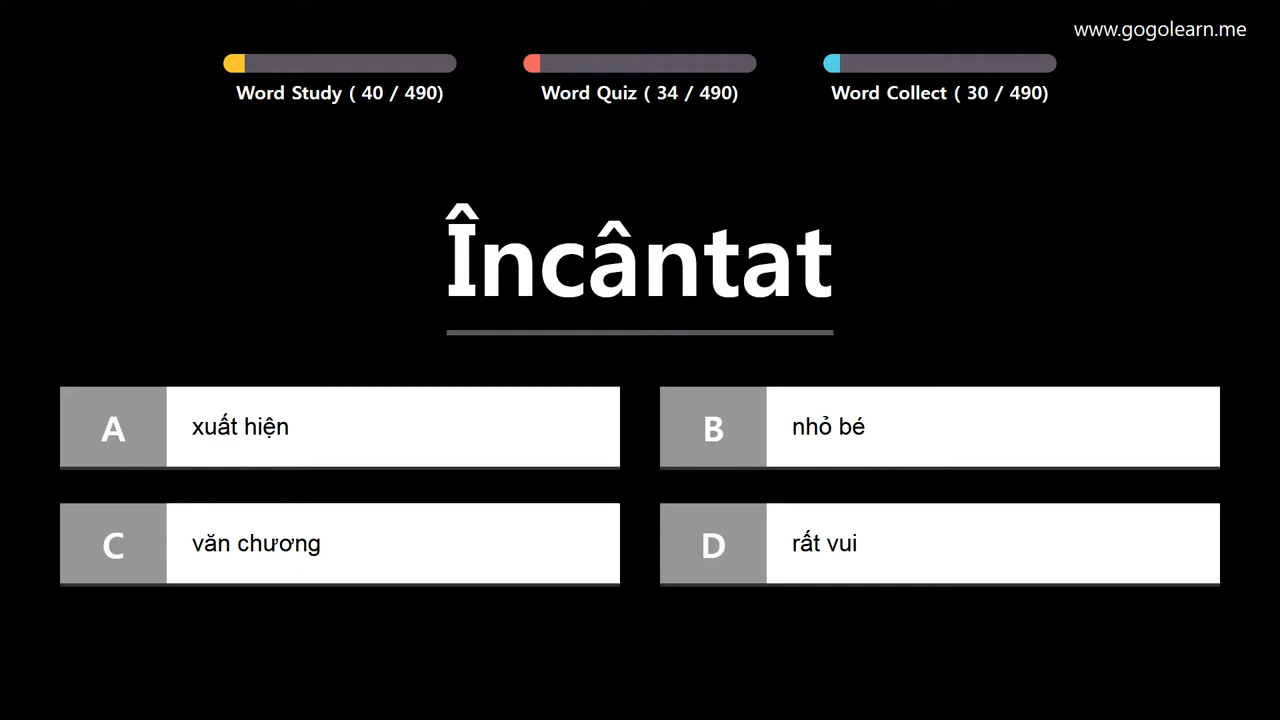 www.gogolearn.me
Word Study ( 40 / 490)
Word Quiz ( 34 / 490)
Word Collect ( 30 / 490)
Încântat
A xuất hiện
B nhỏ bé
C văn chương
D rất vui